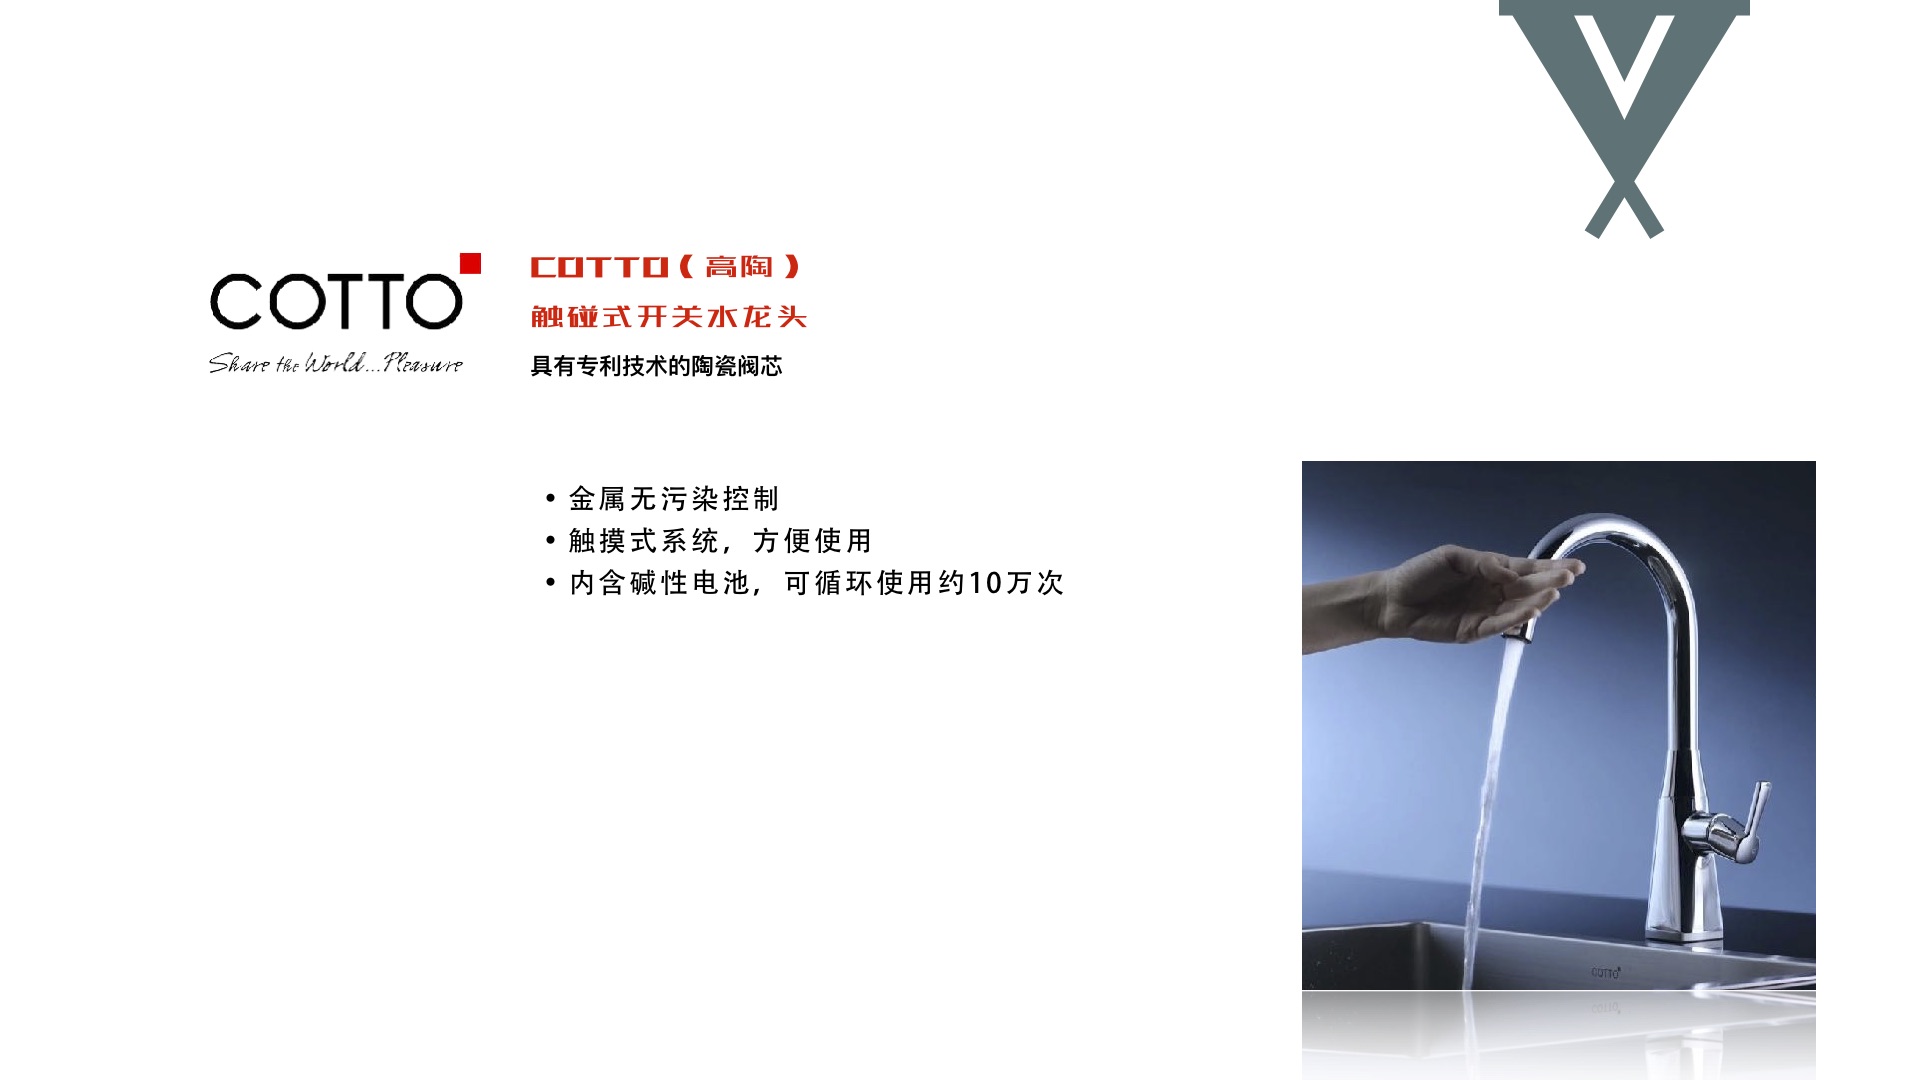 COTTO
Share the World...Pleasure
COTTO（高陶）
触碰式开关水龙头
具有专利技术的陶瓷阀芯
• 金属无污染控制
• 触摸式系统，方便使用
• 内含碱性电池，可循环使用约10万次
COTTO